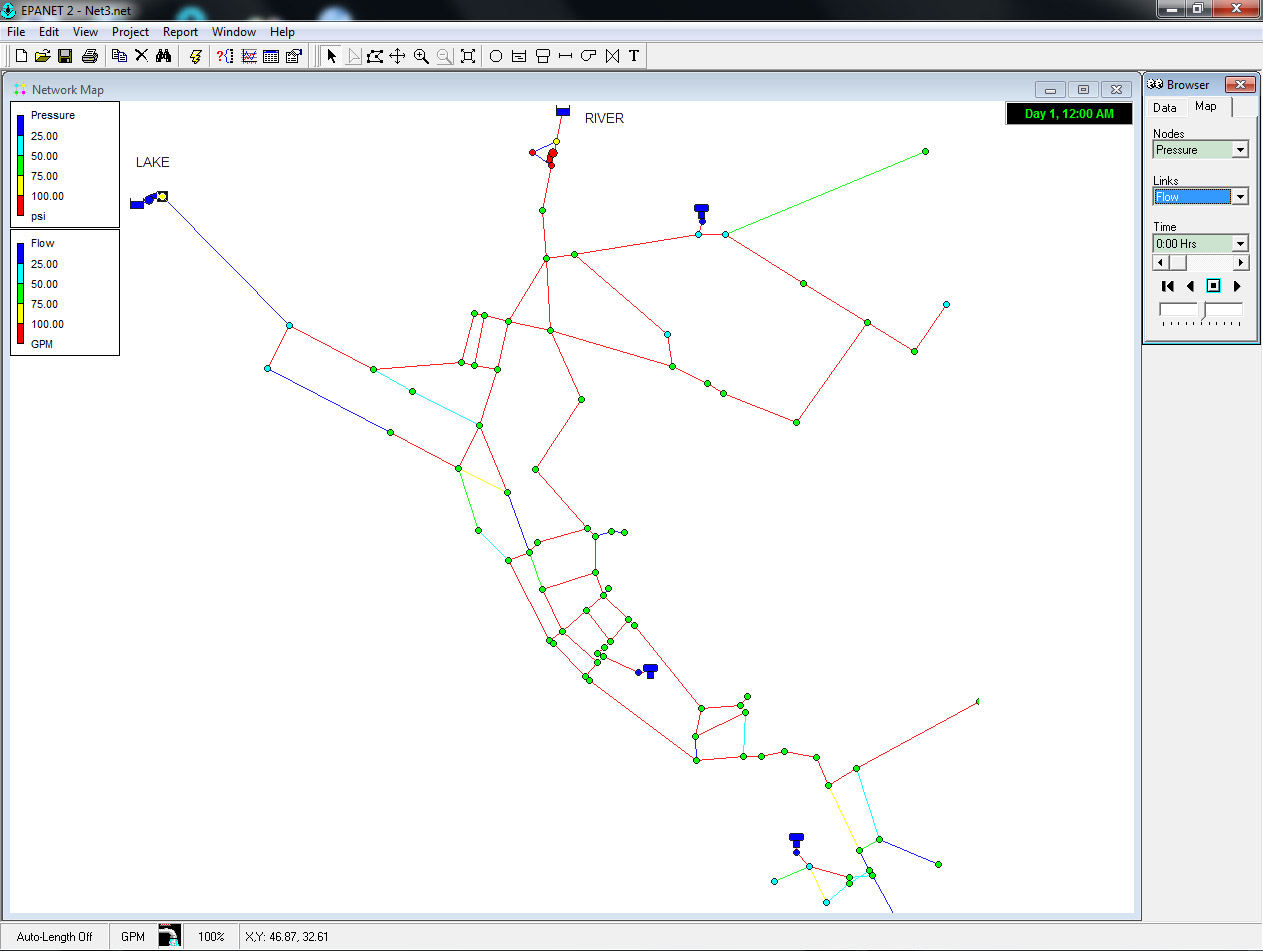 EPANET 2 - Net3.net
File Edit View Project Report Window Help
Network Map
Pressure
25.00
50.00
75.00
100.00
psi
Flow
25.00
50.00
75.00
100.00
GPM
LAKE
RIVER
Day 1, 12:00 AM
Browser
Data Map
Nodes
Pressure
Links
Flow
Time
0:00 Hrs
Auto-Length Off GPM 100% X,Y: 46.87, 32.61